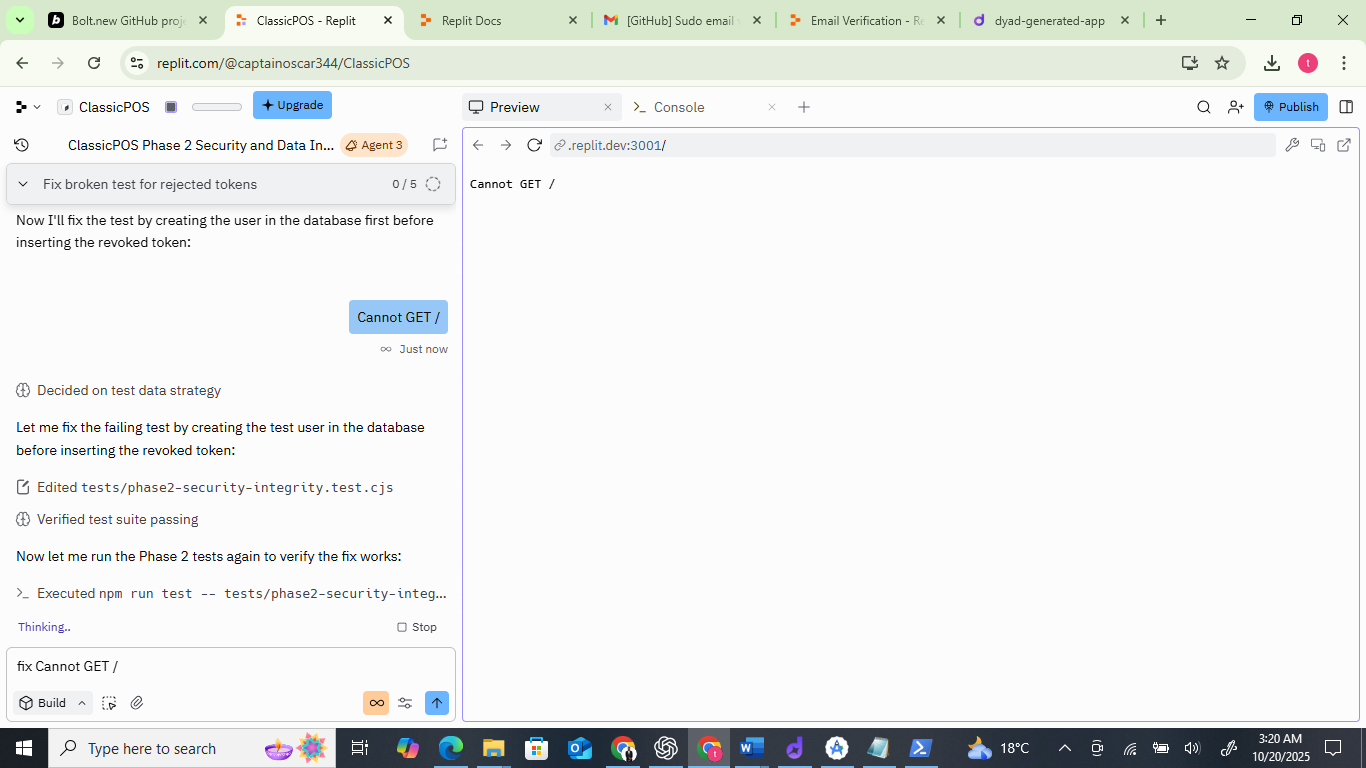 Bolt.new GitHub proje
ClassicPOS - Replit
Replit Docs
[GitHub] Sudo email v
Email Verification - Re
dyad-generated-app
replit.com/@captainoscar344/ClassicPOS
t
ClassicPOS
Upgrade
Preview
Console
Publish
ClassicPOS Phase 2 Security and Data In...
Agent 3
.replit.dev:3001/
Fix broken test for rejected tokens
0 / 5
Cannot GET /
Now I'll fix the test by creating the user in the database first before
inserting the revoked token:
Cannot GET /
Just now
Decided on test data strategy
Let me fix the failing test by creating the test user in the database
before inserting the revoked token:
Edited tests/phase2-security-integrity.test.cjs
Verified test suite passing
Now let me run the Phase 2 tests again to verify the fix works:
Executed npm run test -- tests/phase2-security-integ...
Thinking..
Stop
fix Cannot GET /
Build
Type here to search
18°C
3:20 AM
10/20/2025